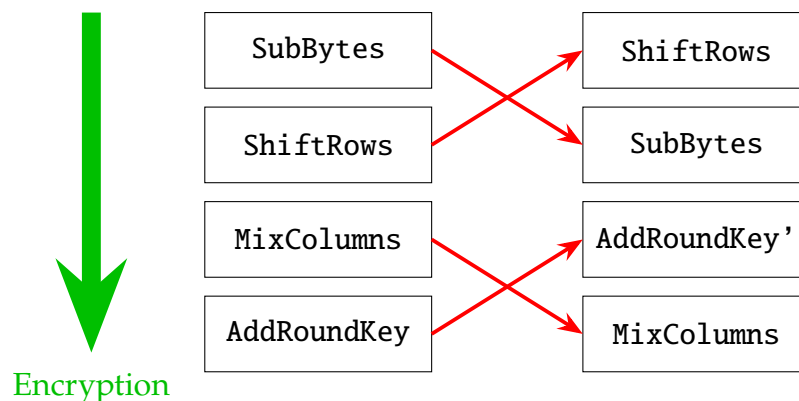 SubBytes
ShiftRows
ShiftRows
SubBytes
MixColumns
AddRoundKey'
AddRoundKey
MixColumns
Encryption